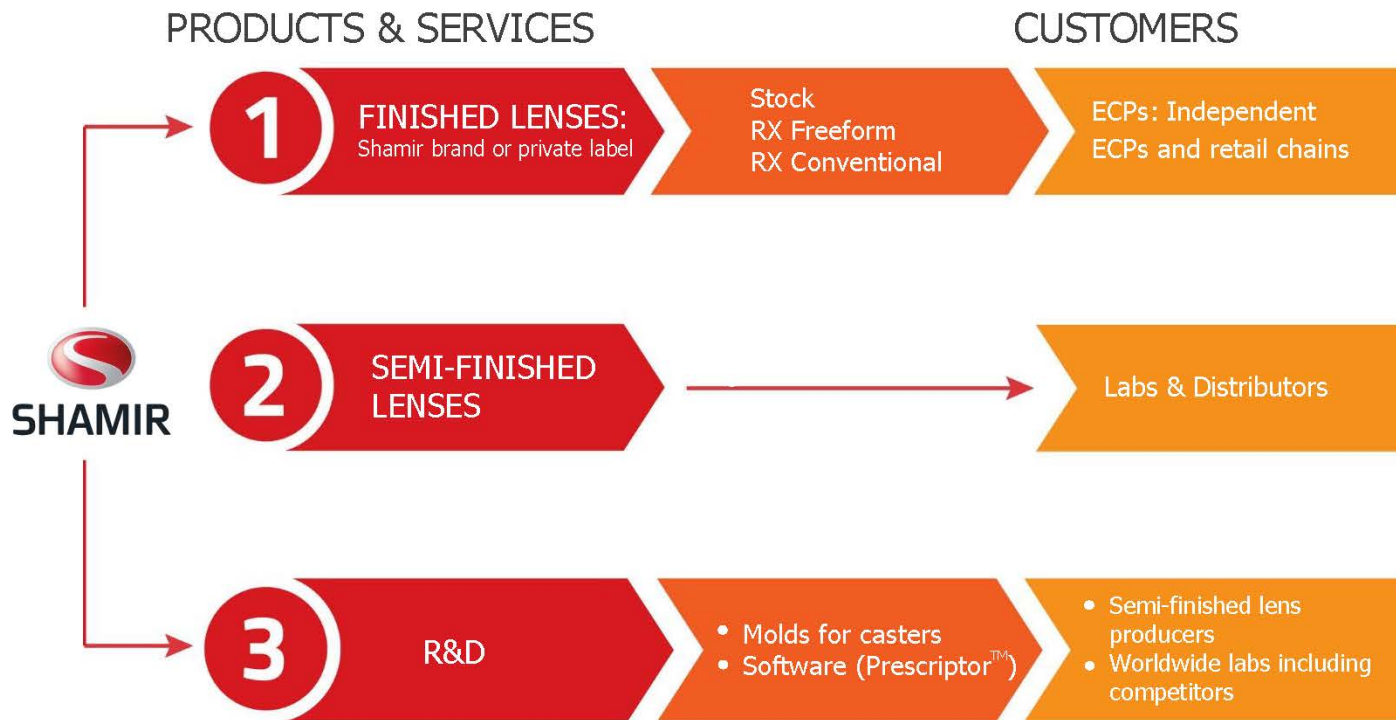 PRODUCTS & SERVICES
CUSTOMERS
1
FINISHED LENSES:
Shamir brand or private label
Stock
RX Freeform
RX Conventional
ECPs: Independent
ECPs and retail chains
SHAMIR
2
SEMI-FINISHED
LENSES
Labs & Distributors
3
R&D
• Molds for casters
• Software (Prescriptor™)
• Semi-finished lens
producers
• Worldwide labs including
competitors